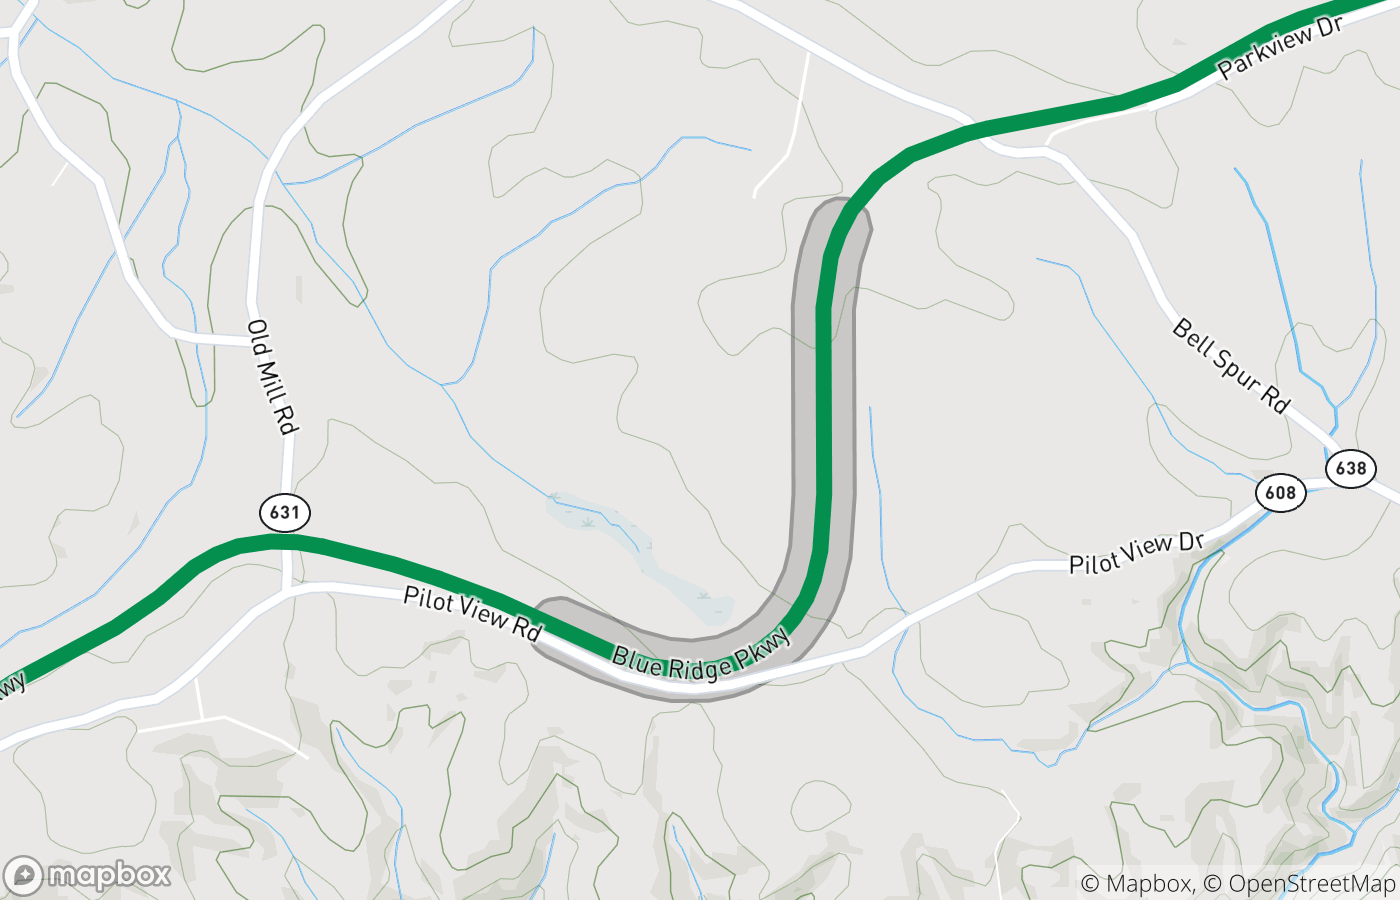 Parkview Dr
Old Mill Rd
Bell Spur Rd
638
608
631
Pilot View Dr
Pilot View Rd
Blue Ridge Pkwy
wy
mapbox
© Mapbox, © OpenStreetMap